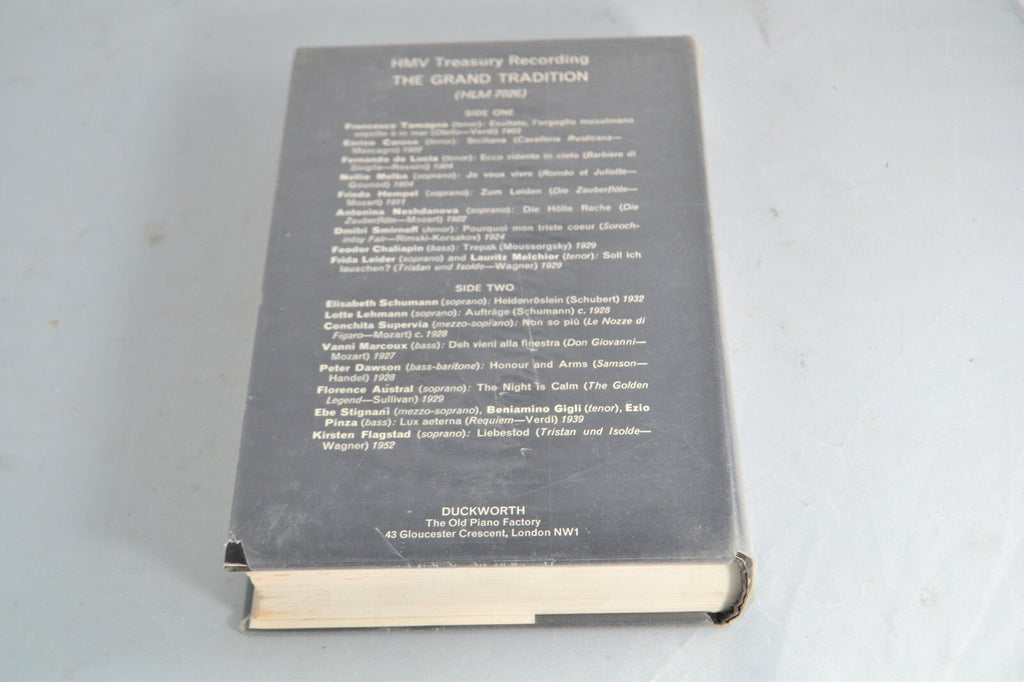 HMV Treasury Recording
THE GRAND TRADITION
(HLM 7026)
SIDE ONE
Francesco Tamagno (tenor): Esultate, l'orgoglio musulmano
sepolto è in mar (Otello—Verdi) 1903
Enrico Caruso (tenor): Siciliana (Cavalleria Rusticana—
Mascagni) 1902
Fernando de Lucia (tenor): Ecco ridente in cielo (Barbiere di
Siviglia—Rossini) 1904
Nellie Melba (soprano): Je veux vivre (Roméo et Juliette—
Gounod) 1904
Frieda Hempel (soprano): Zum Leiden (Die Zauberflöte—
Mozart) 1911
Antonina Neshdanova (soprano): Die Hölle Rache (Die
Zauberflöte—Mozart) 1922
Dmitri Smirnoff (tenor): Pourquoi mon triste coeur (Soroch-
intsy Fair—Rimski-Korsakov) 1924
Feodor Chaliapin (bass): Trepak (Moussorgsky) 1929
Frida Leider (soprano) and Lauritz Melchior (tenor): Soll ich
lauschen? (Tristan und Isolde—Wagner) 1929
SIDE TWO
Elisabeth Schumann (soprano): Heidenröslein (Schubert) 1932
Lotte Lehmann (soprano): Aufträge (Schumann) c. 1928
Conchita Supervia (mezzo-soprano): Non so più (Le Nozze di
Figaro—Mozart) c. 1928
Vanni Marcoux (bass): Deh vieni alla finestra (Don Giovanni—
Mozart) 1927
Peter Dawson (bass-baritone): Honour and Arms (Samson—
Handel) 1928
Florence Austral (soprano): The Night is Calm (The Golden
Legend—Sullivan) 1929
Ebe Stignani (mezzo-soprano), Beniamino Gigli (tenor), Ezio
Pinza (bass): Lux aeterna (Requiem—Verdi) 1939
Kirsten Flagstad (soprano): Liebestod (Tristan und Isolde—
Wagner) 1952
DUCKWORTH
The Old Piano Factory
43 Gloucester Crescent, London NW1